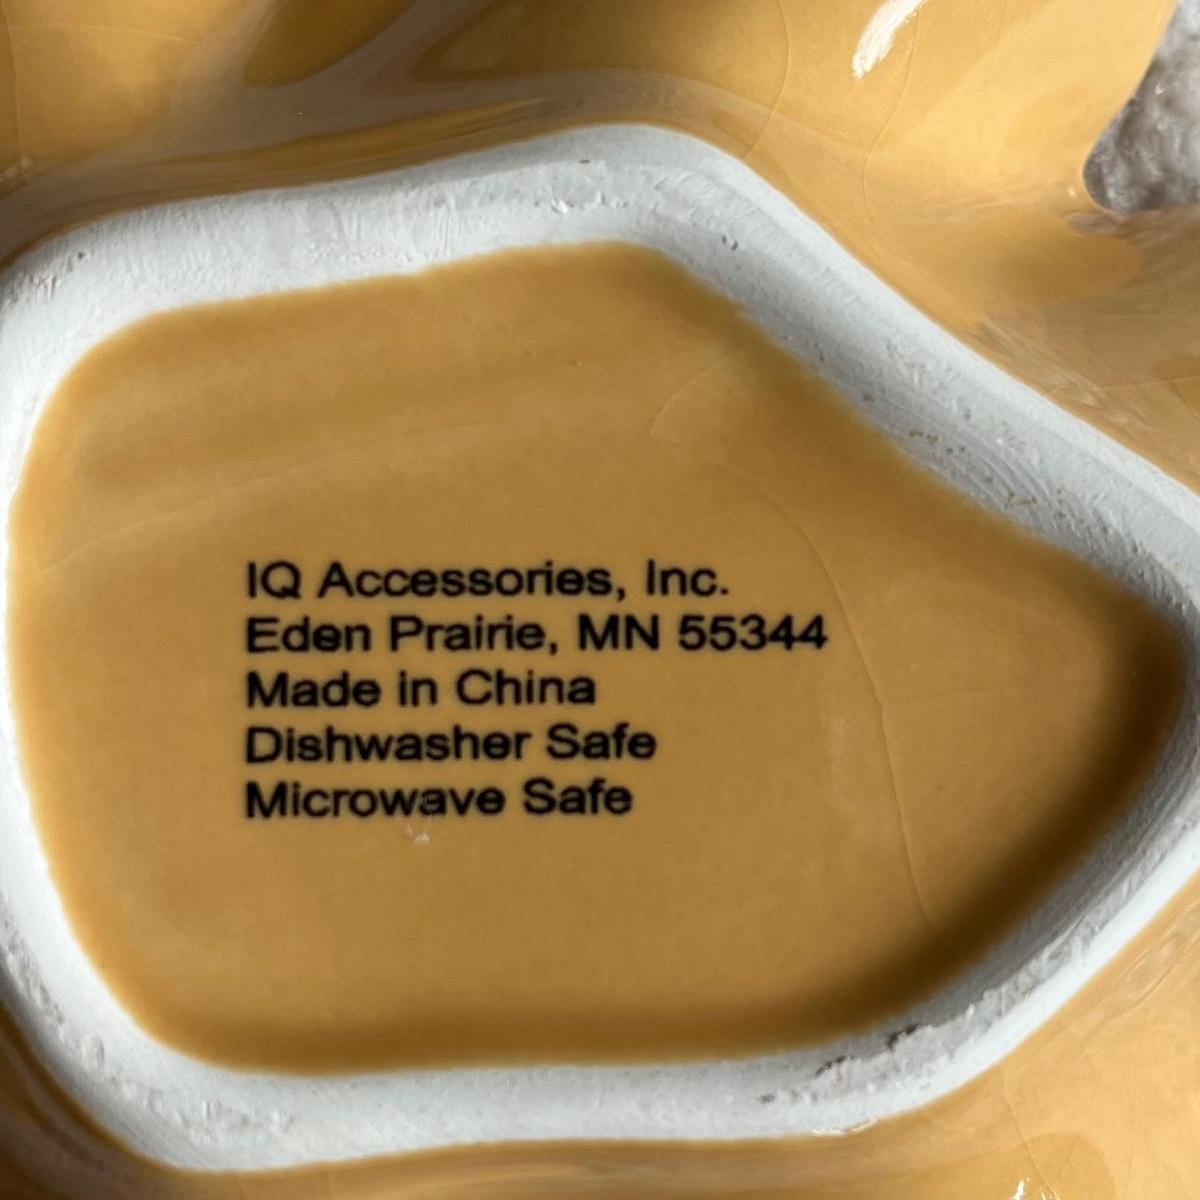 IQ Accessories, Inc.
Eden Prairie, MN 55344
Made in China
Dishwasher Safe
Microwave Safe